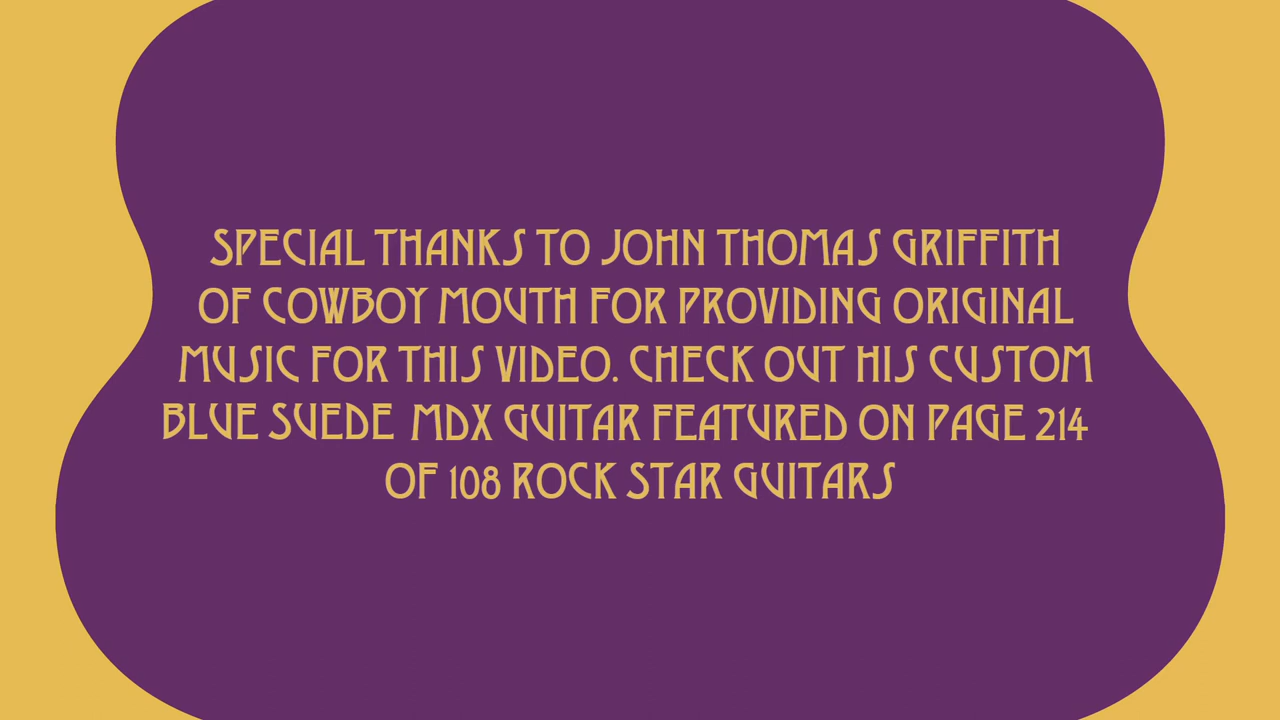 SPECIAL THANKS TO JOHN THOMAS GRIFFITH
OF COWBOY MOUTH FOR PROVIDING ORIGINAL
MUSIC FOR THIS VIDEO. CHECK OUT HIS CUSTOM
BLUE SUEDE MDX GUITAR FEATURED ON PAGE 214
OF 108 ROCK STAR GUITARS